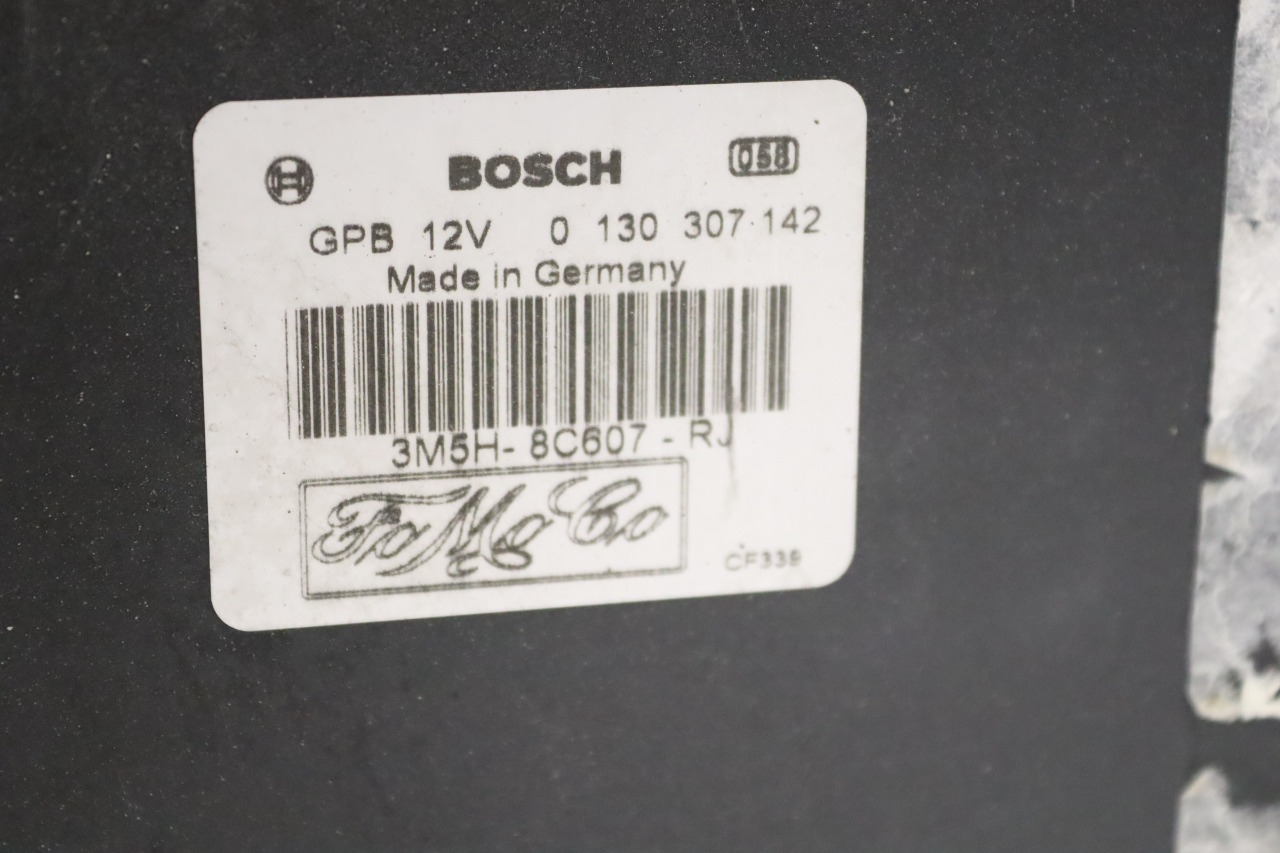 BOSCH 058
GPB 12V 0 130 307 142
Made in Germany
3M5H- 8C607 - RJ
FoMoCo
CF339